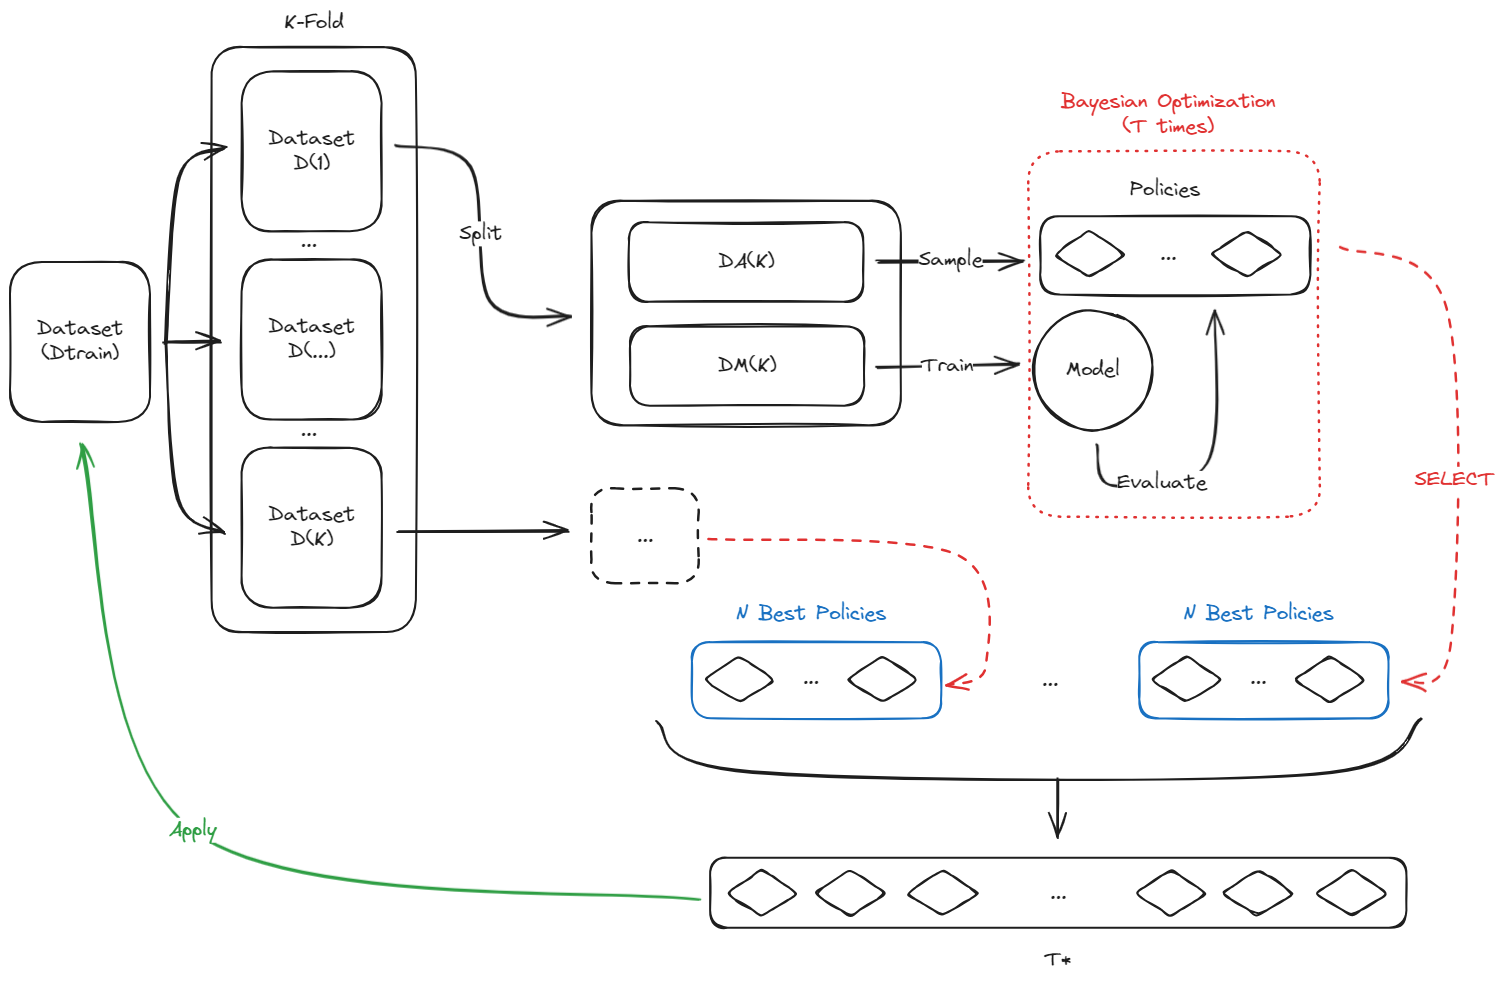 K-Fold
Dataset
D(1)
...
Dataset
D(...)
...
Dataset
D(K)
Dataset
(Dtrain)
Split
DA(K)
DM(K)
Sample
Train
Bayesian Optimization
(T times)
Policies
...
Model
Evaluate
SELECT
...
N Best Policies
...
...
N Best Policies
...
Apply
...
T*